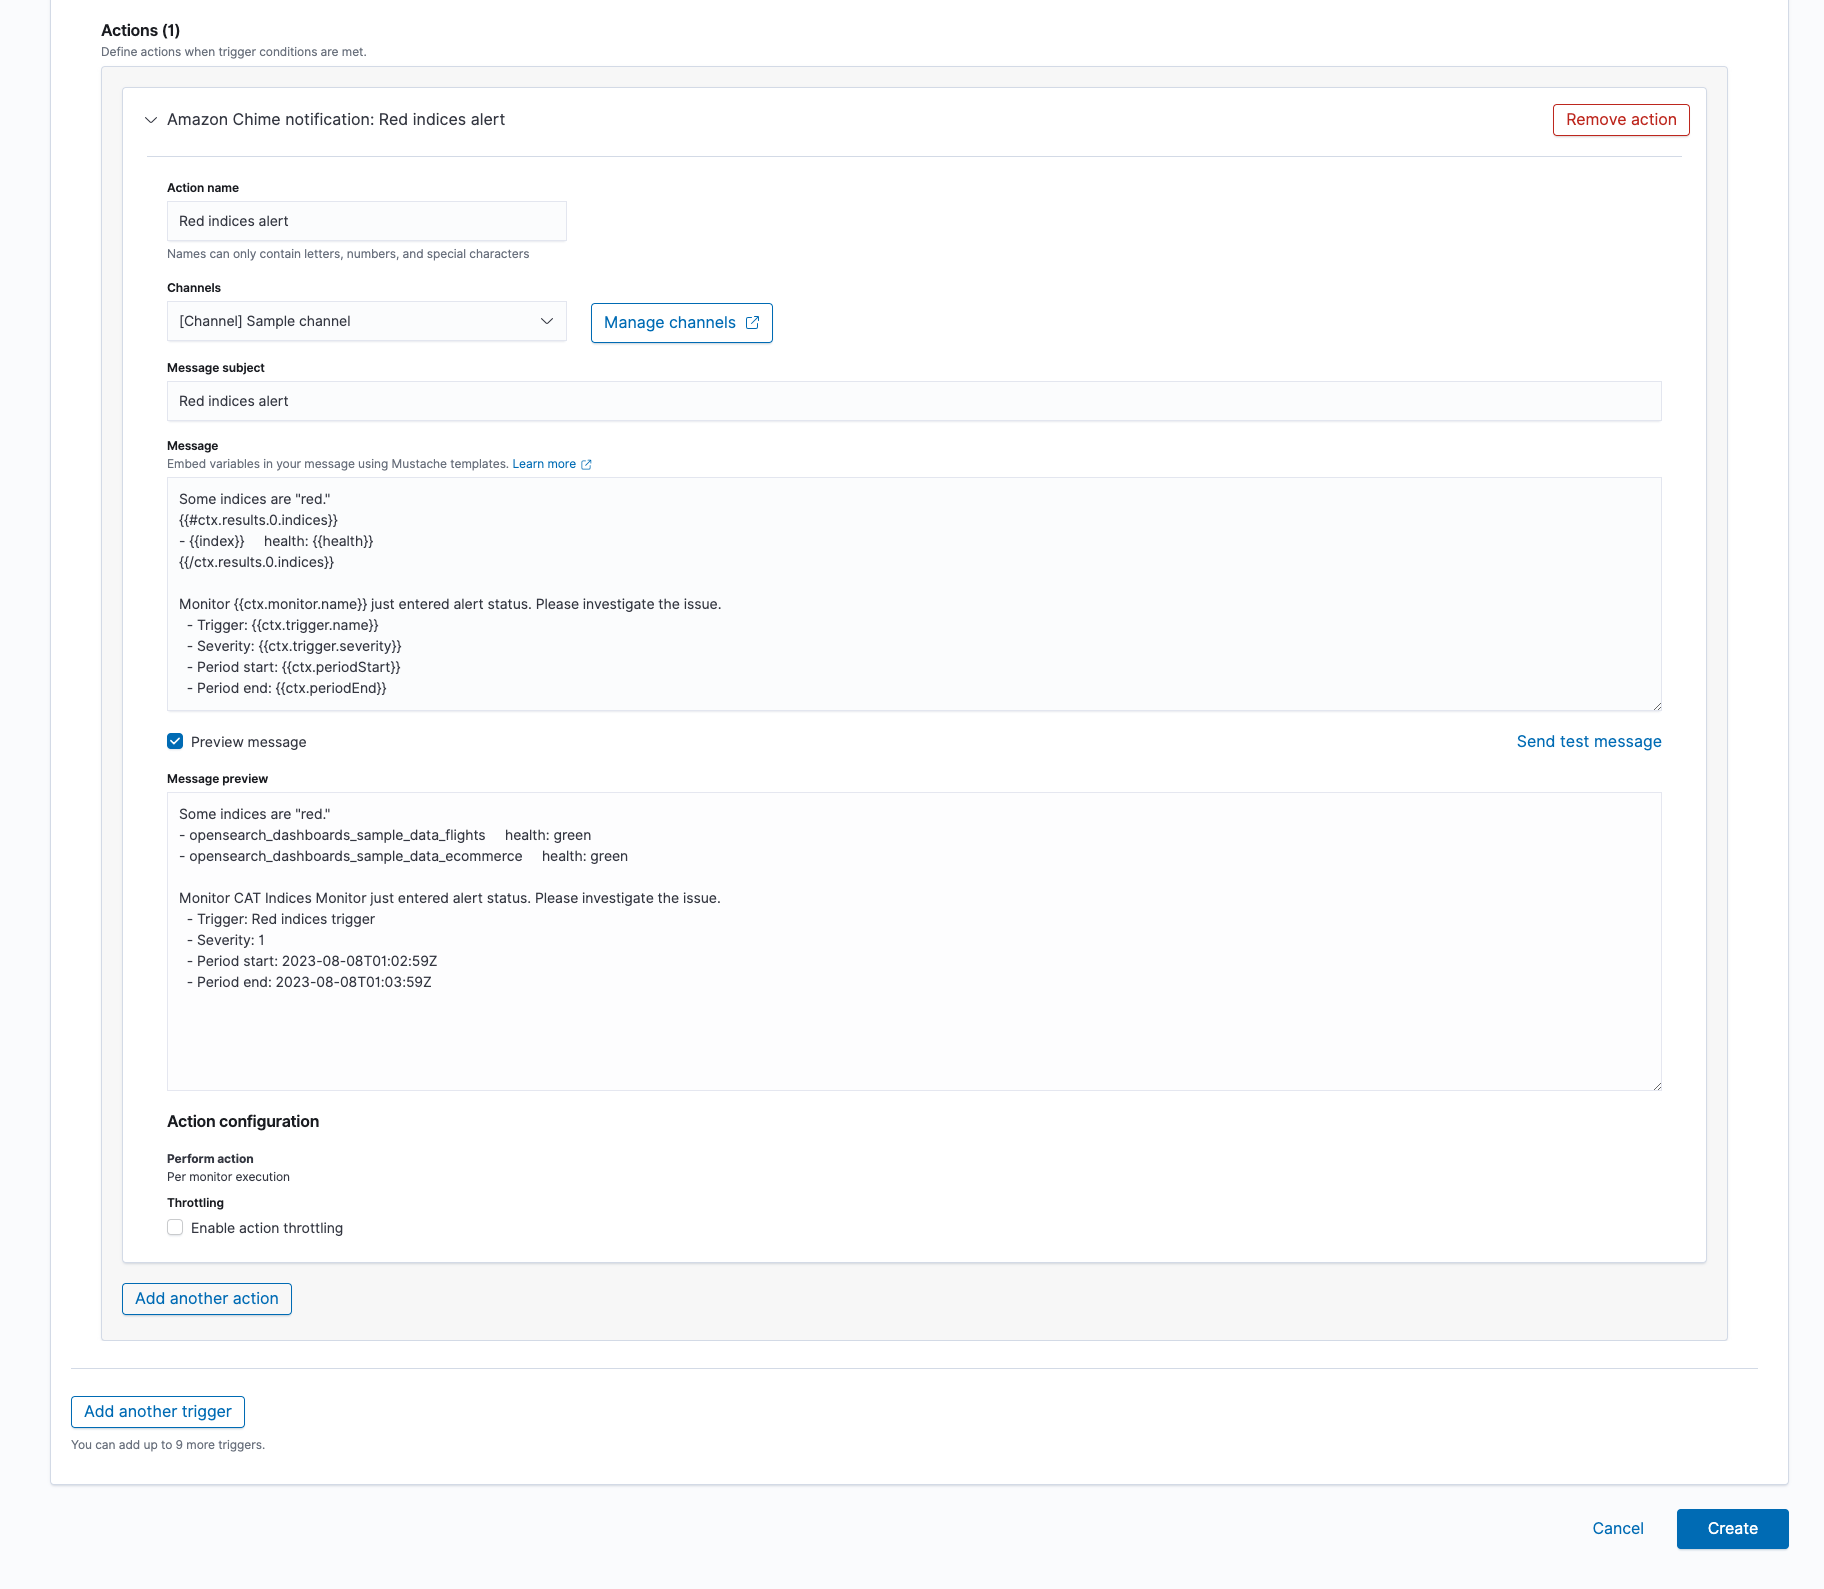 Actions (1)
Define actions when trigger conditions are met.
Amazon Chime notification: Red indices alert
Remove action
Action name
Red indices alert
Names can only contain letters, numbers, and special characters
Channels
[Channel] Sample channel
Manage channels
Message subject
Red indices alert
Message
Embed variables in your message using Mustache templates. Learn more
Some indices are "red."
{{#ctx.results.0.indices}}
- {{index}}     health: {{health}}
{{/ctx.results.0.indices}}
Monitor {{ctx.monitor.name}} just entered alert status. Please investigate the issue.
- Trigger: {{ctx.trigger.name}}
- Severity: {{ctx.trigger.severity}}
- Period start: {{ctx.periodStart}}
- Period end: {{ctx.periodEnd}}
Preview message
Send test message
Message preview
Some indices are "red."
- opensearch_dashboards_sample_data_flights     health: green
- opensearch_dashboards_sample_data_ecommerce     health: green
Monitor CAT Indices Monitor just entered alert status. Please investigate the issue.
- Trigger: Red indices trigger
- Severity: 1
- Period start: 2023-08-08T01:02:59Z
- Period end: 2023-08-08T01:03:59Z
Action configuration
Perform action
Per monitor execution
Throttling
Enable action throttling
Add another action
Add another trigger
You can add up to 9 more triggers.
Cancel
Create